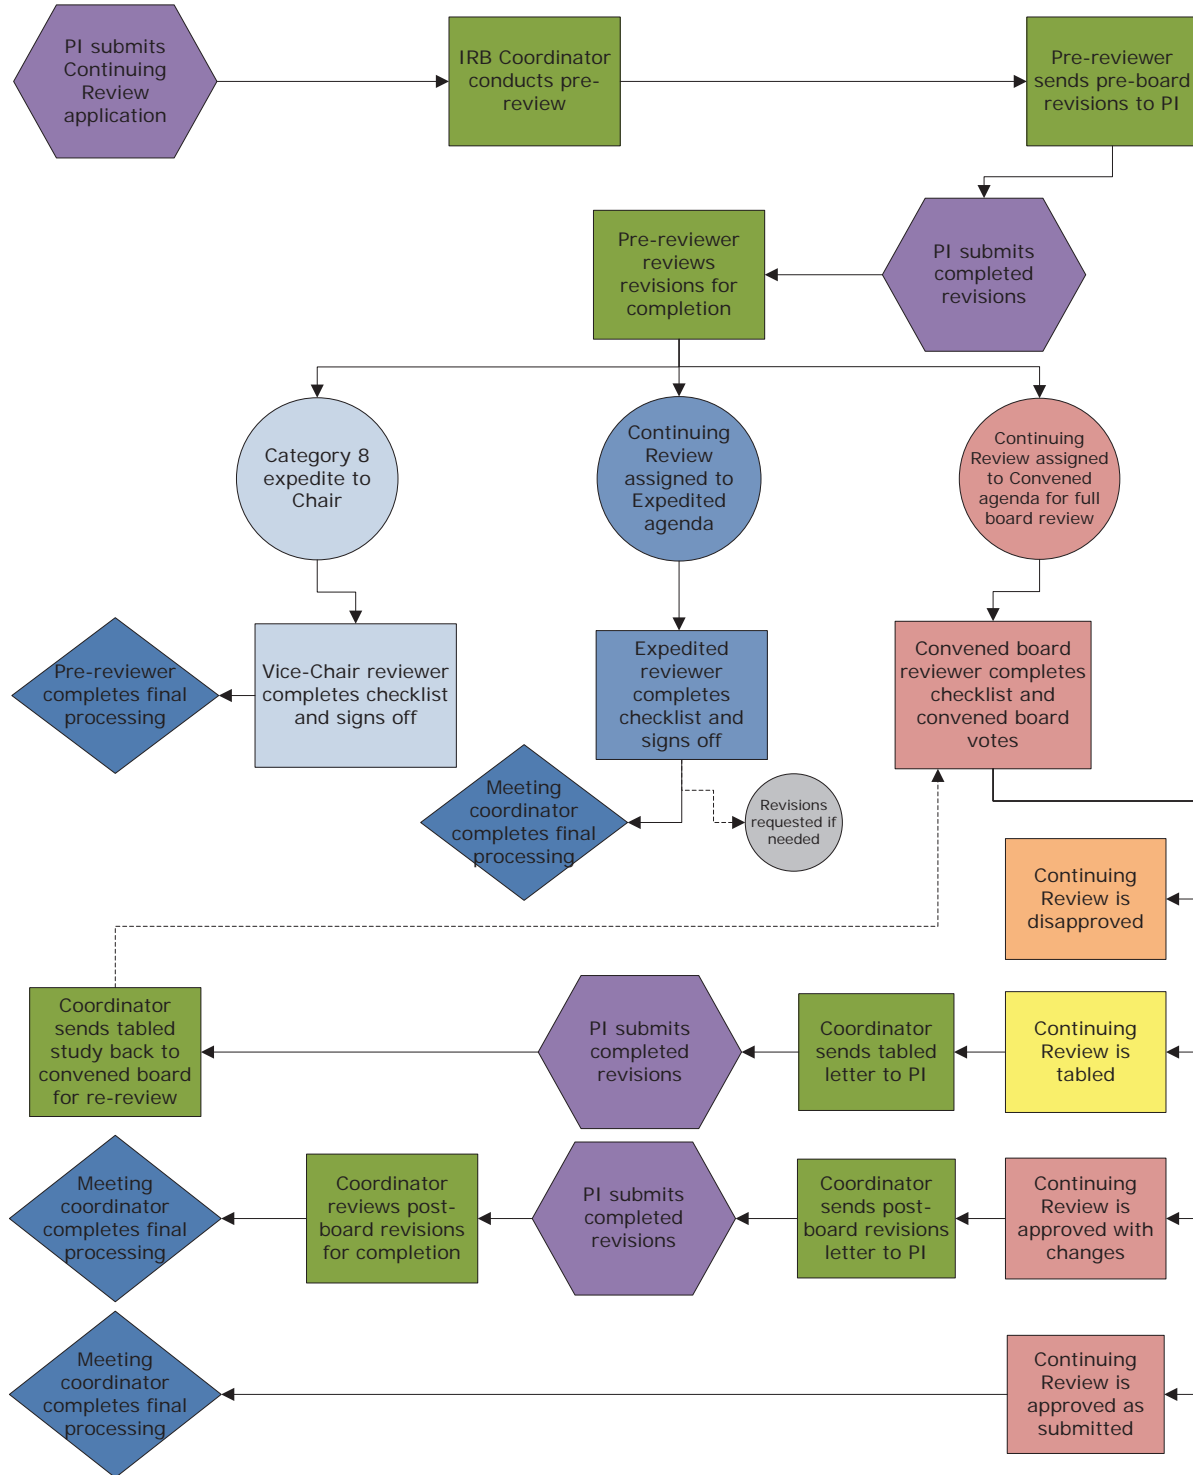 PI submits
Continuing
Review
application
IRB Coordinator
conducts pre-
review
Pre-reviewer
sends pre-board
revisions to PI
Pre-reviewer
reviews
revisions for
completion
PI submits
completed
revisions
Category 8
expedite to
Chair
Continuing
Review
assigned to
Expedited
agenda
Continuing
Review assigned
to Convened
agenda for full
board review
Pre-reviewer
completes final
processing
Vice-Chair reviewer
completes checklist
and signs off
Expedited
reviewer
completes
checklist and
signs off
Convened board
reviewer completes
checklist and
convened board
votes
Meeting
coordinator
completes final
processing
Revisions
requested if
needed
Continuing
Review is
disapproved
Coordinator
sends tabled
study back to
convened board
for re-review
PI submits
completed
revisions
Coordinator
sends tabled
letter to PI
Continuing
Review is
tabled
Meeting
coordinator
completes final
processing
Coordinator
reviews post-
board revisions
for completion
PI submits
completed
revisions
Coordinator
sends post-
board revisions
letter to PI
Continuing
Review is
approved with
changes
Meeting
coordinator
completes final
processing
Continuing
Review is
approved as
submitted